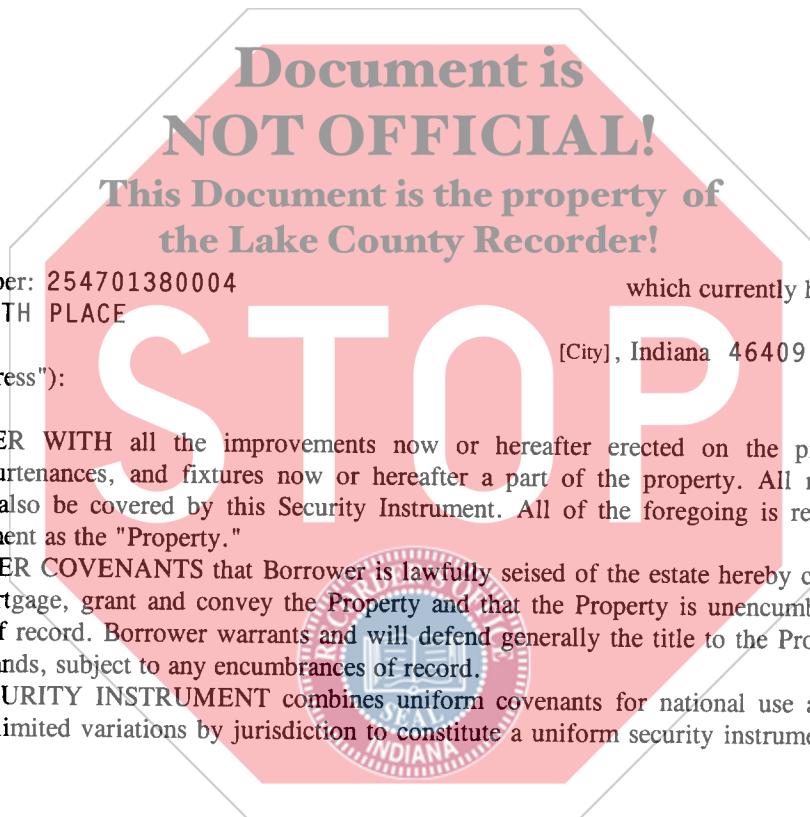 Document is
NOT OFFICIAL!
This Document is the property of
the Lake County Recorder!
ber: 254701380004 which currently h
TH PLACE
[City], Indiana 46409
ress"):
STOP
ER WITH all the improvements now or hereafter erected on the p
urtenances, and fixtures now or hereafter a part of the property. All r
also be covered by this Security Instrument. All of the foregoing is re
ent as the "Property."
ER COVENANTS that Borrower is lawfully seised of the estate hereby c
rtgage, grant and convey the Property and that the Property is unencumb
f record. Borrower warrants and will defend generally the title to the Pro
nds, subject to any encumbrances of record.
URITY INSTRUMENT combines uniform covenants for national use a
limited variations by jurisdiction to constitute a uniform security instrume
RECORDER'S OFFICE
SEAL
INDIANA